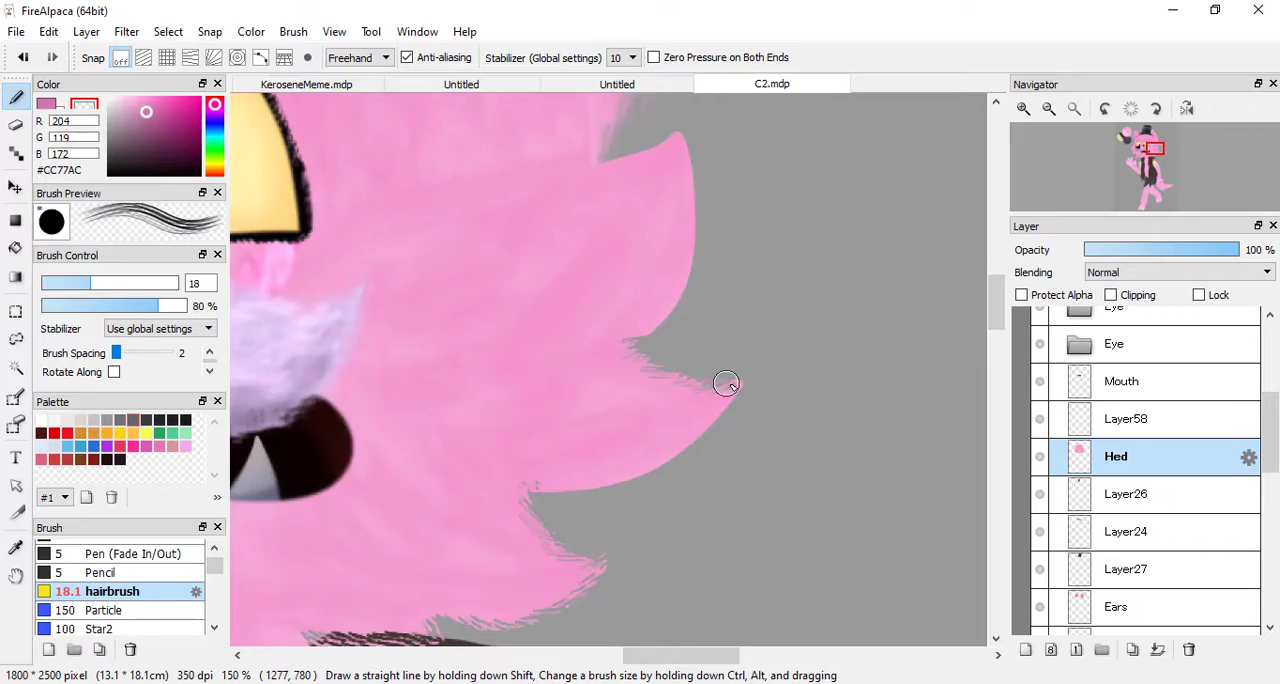 FireAlpaca (64bit)
File Edit Layer Filter Select Snap Color Brush View Tool Window Help
Snap off Freehand Anti-aliasing Stabilizer (Global settings) 10 Zero Pressure on Both Ends
Color
KeroseneMeme.mdp Untitled Untitled C2.mdp
Navigator
R 204
G 119
B 172
#CC77AC
Brush Preview
Brush Control
18
80 %
Stabilizer Use global settings
Brush Spacing 2
Rotate Along
Palette
#1
Brush
5 Pen (Fade In/Out)
5 Pencil
18.1 hairbrush
150 Particle
100 Star2
Layer
Opacity 100 %
Blending Normal
Protect Alpha Clipping Lock
Eye
Eye
Mouth
Layer58
Hed
Layer26
Layer24
Layer27
Ears
1800 * 2500 pixel (13.1 * 18.1cm) 350 dpi 150 % ( 1277, 780 ) Draw a straight line by holding down Shift, Change a brush size by holding down Ctrl, Alt, and dragging